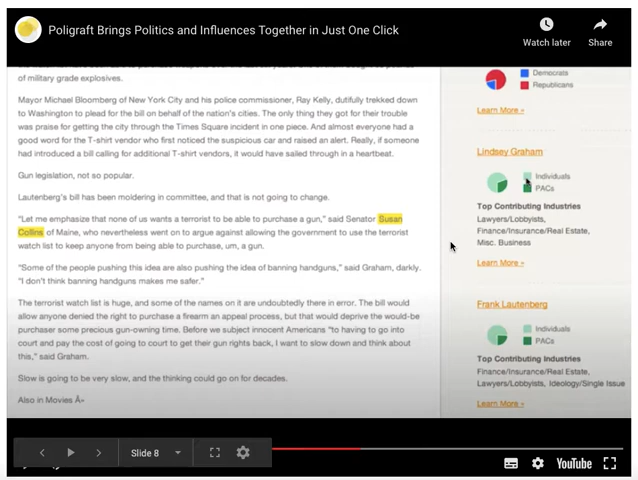 Poligraft Brings Politics and Influences Together in Just One Click
Watch later
Share
of military grade explosives.
Mayor Michael Bloomberg of New York City and his police commissioner, Ray Kelly, dutifully trekked down
to Washington to plead for the bill on behalf of the nation's cities. The only thing they got for their trouble
was praise for getting the city through the Times Square incident in one piece. And almost everyone had a
good word for the T-shirt vendor who first noticed the suspicious car and raised an alert. Really, if someone
had introduced a bill calling for additional T-shirt vendors, it would have sailed through in a heartbeat.
Gun legislation, not so popular.
Lautenberg's bill has been moldering in committee, and that is not going to change.
"Let me emphasize that none of us wants a terrorist to be able to purchase a gun," said Senator Susan
Collins of Maine, who nevertheless went on to argue against allowing the government to use the terrorist
watch list to keep anyone from being able to purchase, um, a gun.
"Some of the people pushing this idea are also pushing the idea of banning handguns," said Graham, darkly.
"I don't think banning handguns makes me safer."
The terrorist watch list is huge, and some of the names on it are undoubtedly there in error. The bill would
allow anyone denied the right to purchase a firearm an appeal process, but that would deprive the would-be
purchaser some precious gun-owning time. Before we subject innocent Americans "to having to go into
court and pay the cost of going to court to get their gun rights back, I want to slow down and think about
this," said Graham.
Slow is going to be very slow, and the thinking could go on for decades.
Also in Movies Â»
Democrats
Republicans
Learn More »
Lindsey Graham
Individuals
PACs
Top Contributing Industries
Lawyers/Lobbyists,
Finance/Insurance/Real Estate,
Misc. Business
Learn More »
Frank Lautenberg
Individuals
PACs
Top Contributing Industries
Finance/Insurance/Real Estate,
Lawyers/Lobbyists, Ideology/Single Issue
Learn More »
Slide 8
YouTube